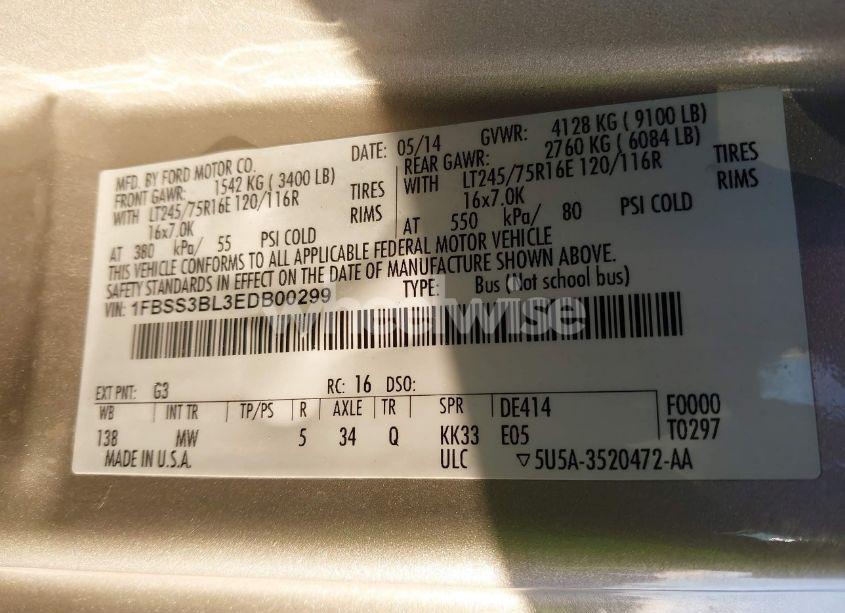 MFD. BY FORD MOTOR CO.
DATE: 05/14 GVWR: 4128 KG ( 9100 LB)
FRONT GAWR: 1542 KG ( 3400 LB)
REAR GAWR: 2760 KG ( 6084 LB)
WITH LT245/75R16E 120/116R TIRES
WITH LT245/75R16E 120/116R TIRES
16x7.0K RIMS
16x7.0K RIMS
AT 380 kPa/ 55 PSI COLD
AT 550 kPa/ 80 PSI COLD
THIS VEHICLE CONFORMS TO ALL APPLICABLE FEDERAL MOTOR VEHICLE
SAFETY STANDARDS IN EFFECT ON THE DATE OF MANUFACTURE SHOWN ABOVE.
VIN: 1FBSS3BL3EDB00299 TYPE: Bus (Not school bus)
wheelwise
EXT PNT: G3 RC: 16 DSO:
WB INT TR TP/PS R AXLE TR SPR DE414 F0000
138 MW 5 34 Q KK33 E05 T0297
MADE IN U.S.A. ULC ▽5U5A-3520472-AA